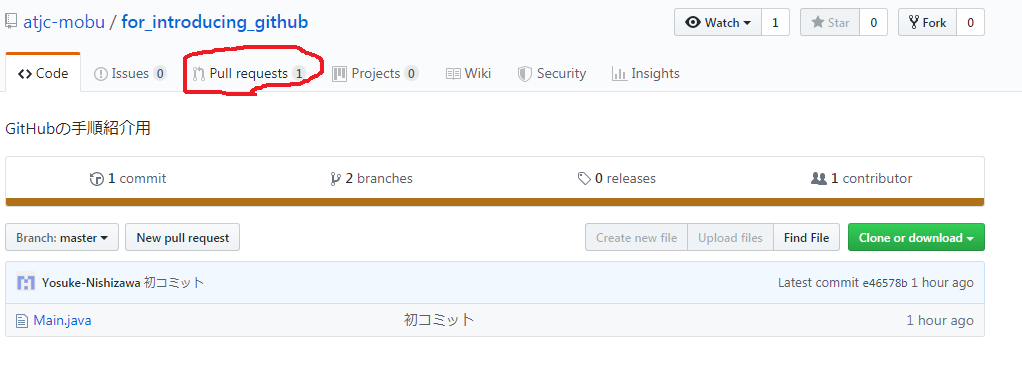 atjc-mobu / for_introducing_github Watch 1 Star 0 Fork 0
Code Issues 0 Pull requests 1 Projects 0 Wiki Security Insights
GitHubの手順紹介用
1 commit 2 branches 0 releases 1 contributor
Branch: master New pull request Create new file Upload files Find File Clone or download
Yosuke-Nishizawa 初コミット Latest commit e46578b 1 hour ago
Main.java 初コミット 1 hour ago